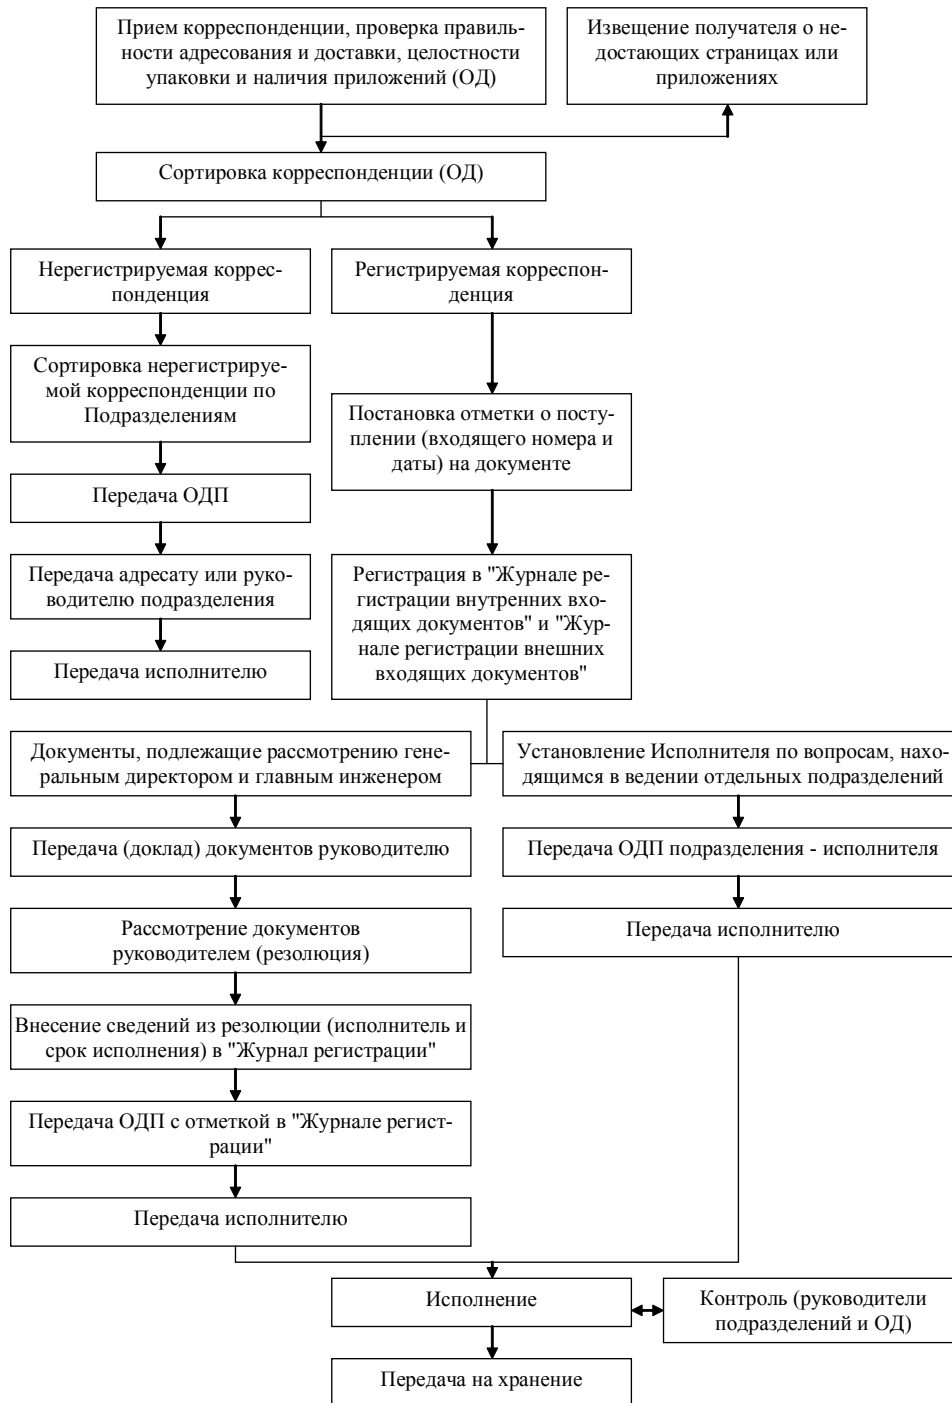 Прием корреспонденции, проверка правиль-
ности адресования и доставки, целостности
упаковки и наличия приложений (ОД)
Извещение получателя о не-
достающих страницах или
приложениях
Сортировка корреспонденции (ОД)
Нерегистрируемая коррес-
понденция
Регистрируемая корреспон-
денция
Сортировка нерегистрируе-
мой корреспонденции по
Подразделениям
Постановка отметки о посту-
плении (входящего номера и
даты) на документе
Передача ОДП
Передача адресату или руко-
водителю подразделения
Регистрация в "Журнале ре-
гистрации внутренних вхо-
дящих документов" и "Жур-
нале регистрации внешних
входящих документов"
Передача исполнителю
Документы, подлежащие рассмотрению гене-
ральным директором и главным инженером
Установление Исполнителя по вопросам, нахо-
дящимся в ведении отдельных подразделений
Передача (доклад) документов руководителю
Передача ОДП подразделения - исполнителя
Рассмотрение документов
руководителем (резолюция)
Передача исполнителю
Внесение сведений из резолюции (исполнитель и
срок исполнения) в "Журнал регистрации"
Передача ОДП с отметкой в "Журнале регист-
рации"
Передача исполнителю
Исполнение
Контроль (руководители
подразделений и ОД)
Передача на хранение